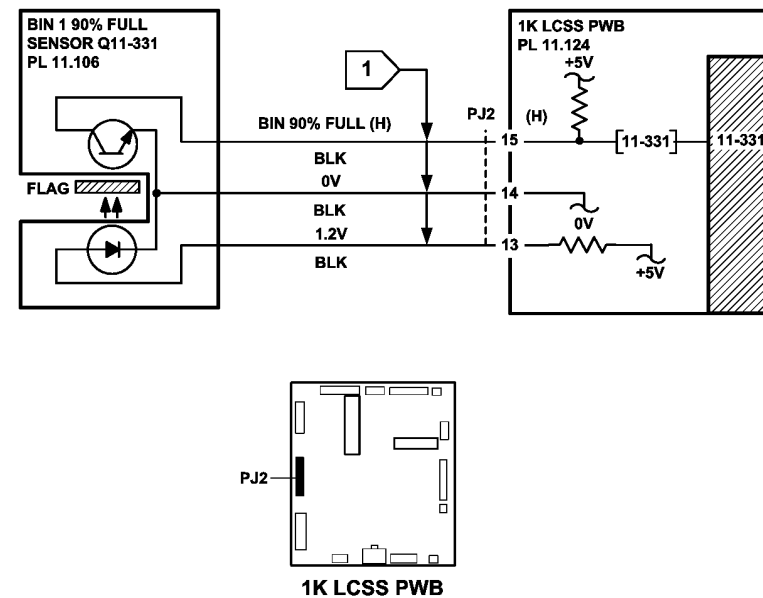 BIN 1 90% FULL
SENSOR Q11-331
PL 11.106
1K LCSS PWB
PL 11.124
+5V
1
PJ2
(H)
BIN 90% FULL (H)
15
[11-331]
11-331
BLK
FLAG
0V
14
BLK
0V
1.2V
13
BLK
+5V
PJ2
1K LCSS PWB